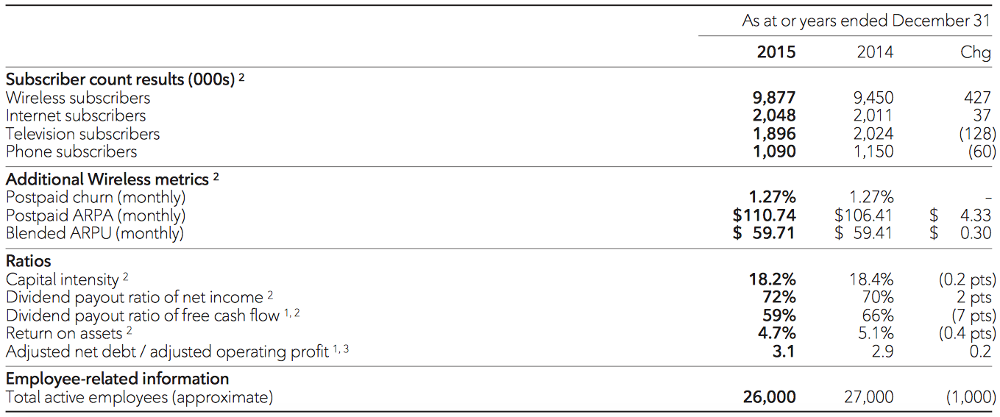 As at or years ended December 31
2015 2014 Chg
Subscriber count results (000s) 2
Wireless subscribers 9,877 9,450 427
Internet subscribers 2,048 2,011 37
Television subscribers 1,896 2,024 (128)
Phone subscribers 1,090 1,150 (60)
Additional Wireless metrics 2
Postpaid churn (monthly) 1.27% 1.27% –
Postpaid ARPA (monthly) $110.74 $106.41 $ 4.33
Blended ARPU (monthly) $ 59.71 $ 59.41 $ 0.30
Ratios
Capital intensity 2 18.2% 18.4% (0.2 pts)
Dividend payout ratio of net income 2 72% 70% 2 pts
Dividend payout ratio of free cash flow 1, 2 59% 66% (7 pts)
Return on assets 2 4.7% 5.1% (0.4 pts)
Adjusted net debt / adjusted operating profit 1, 3 3.1 2.9 0.2
Employee-related information
Total active employees (approximate) 26,000 27,000 (1,000)